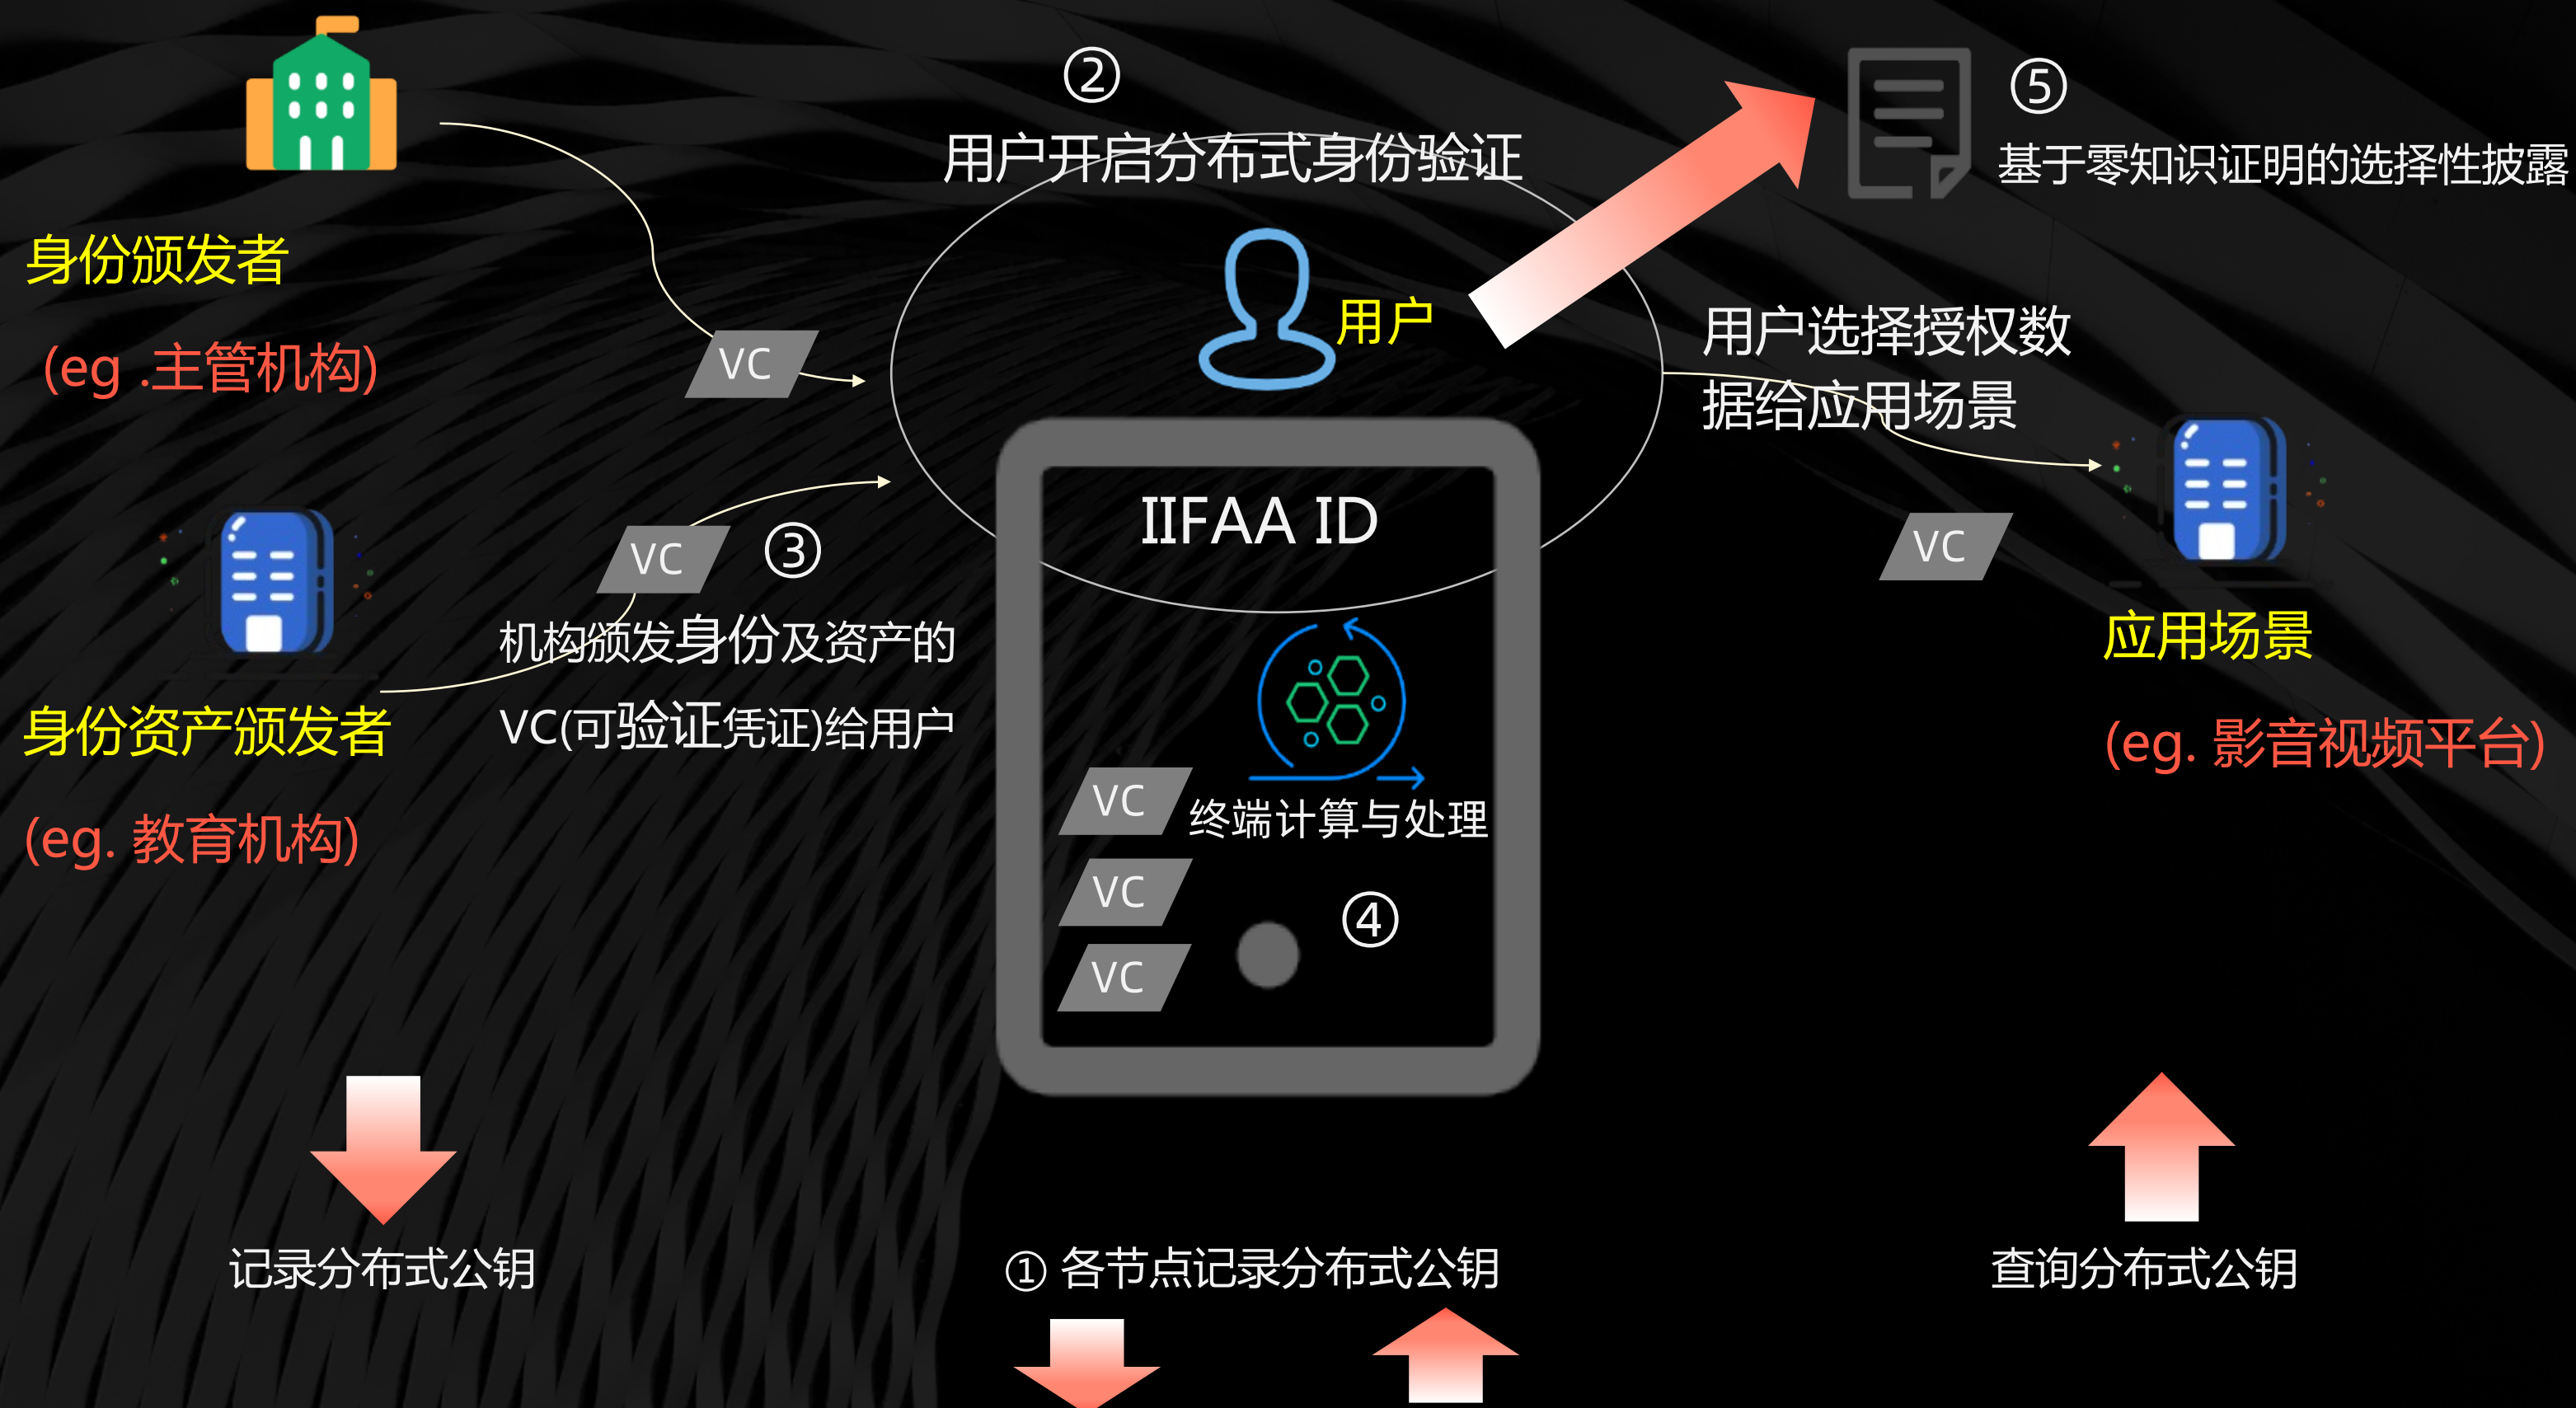 ②
用户开启分布式身份验证
⑤
基于零知识证明的选择性披露
身份颁发者
(eg .主管机构)
VC
用户
用户选择授权数
据给应用场景
IIFAA ID
VC
③
机构颁发身份及资产的
VC(可验证凭证)给用户
身份资产颁发者
(eg. 教育机构)
VC
应用场景
(eg. 影音视频平台)
VC
终端计算与处理
VC
④
VC
记录分布式公钥
① 各节点记录分布式公钥
查询分布式公钥